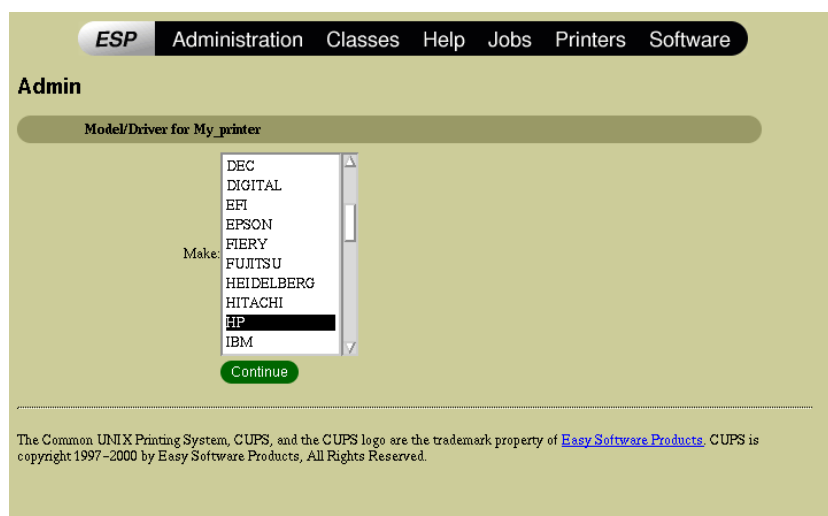 ESP Administration Classes Help Jobs Printers Software
Admin
Model/Driver for My_printer
DEC
DIGITAL
EFI
EPSON
Make: FIERY
FUJITSU
HEIDELBERG
HITACHI
HP
IBM
Continue
The Common UNIX Printing System, CUPS, and the CUPS logo are the trademark property of Easy Software Products. CUPS is
copyright 1997-2000 by Easy Software Products, All Rights Reserved.